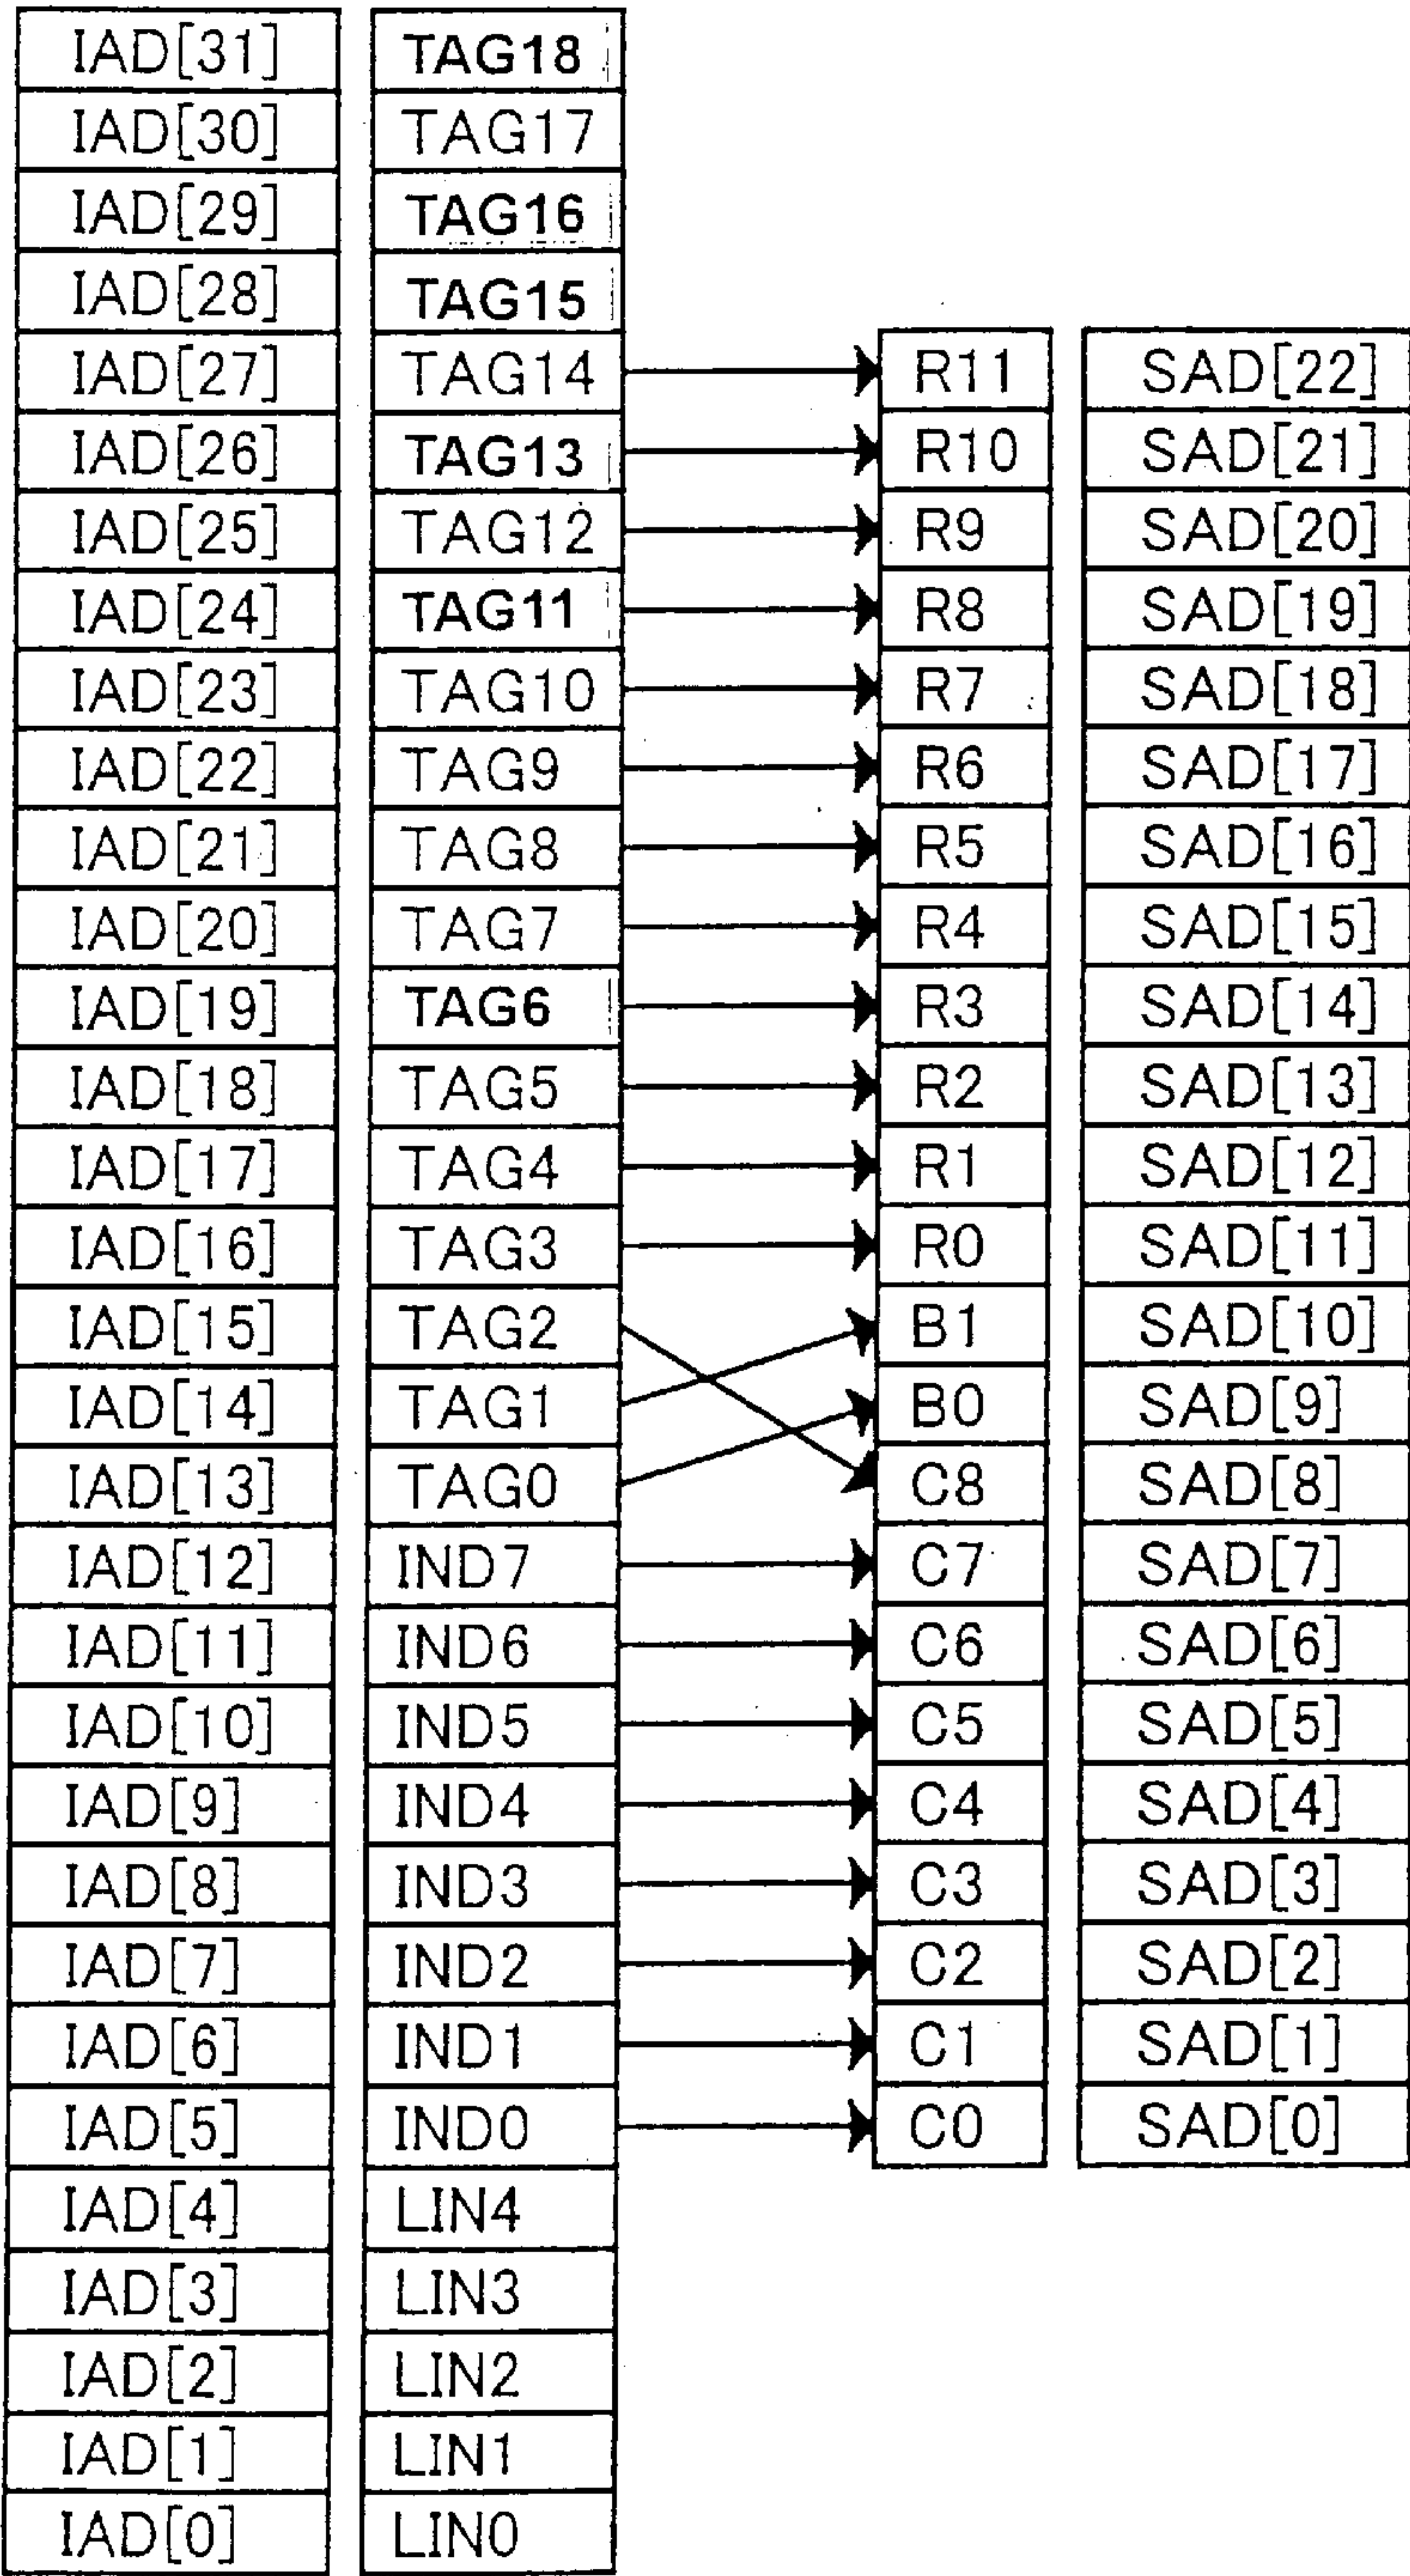 IAD[31] TAG18
IAD[30] TAG17
IAD[29] TAG16
IAD[28] TAG15
IAD[27] TAG14 R11 SAD[22]
IAD[26] TAG13 R10 SAD[21]
IAD[25] TAG12 R9 SAD[20]
IAD[24] TAG11 R8 SAD[19]
IAD[23] TAG10 R7 SAD[18]
IAD[22] TAG9 R6 SAD[17]
IAD[21] TAG8 R5 SAD[16]
IAD[20] TAG7 R4 SAD[15]
IAD[19] TAG6 R3 SAD[14]
IAD[18] TAG5 R2 SAD[13]
IAD[17] TAG4 R1 SAD[12]
IAD[16] TAG3 R0 SAD[11]
IAD[15] TAG2 B1 SAD[10]
IAD[14] TAG1 B0 SAD[9]
IAD[13] TAG0 C8 SAD[8]
IAD[12] IND7 C7 SAD[7]
IAD[11] IND6 C6 SAD[6]
IAD[10] IND5 C5 SAD[5]
IAD[9] IND4 C4 SAD[4]
IAD[8] IND3 C3 SAD[3]
IAD[7] IND2 C2 SAD[2]
IAD[6] IND1 C1 SAD[1]
IAD[5] IND0 C0 SAD[0]
IAD[4] LIN4
IAD[3] LIN3
IAD[2] LIN2
IAD[1] LIN1
IAD[0] LIN0